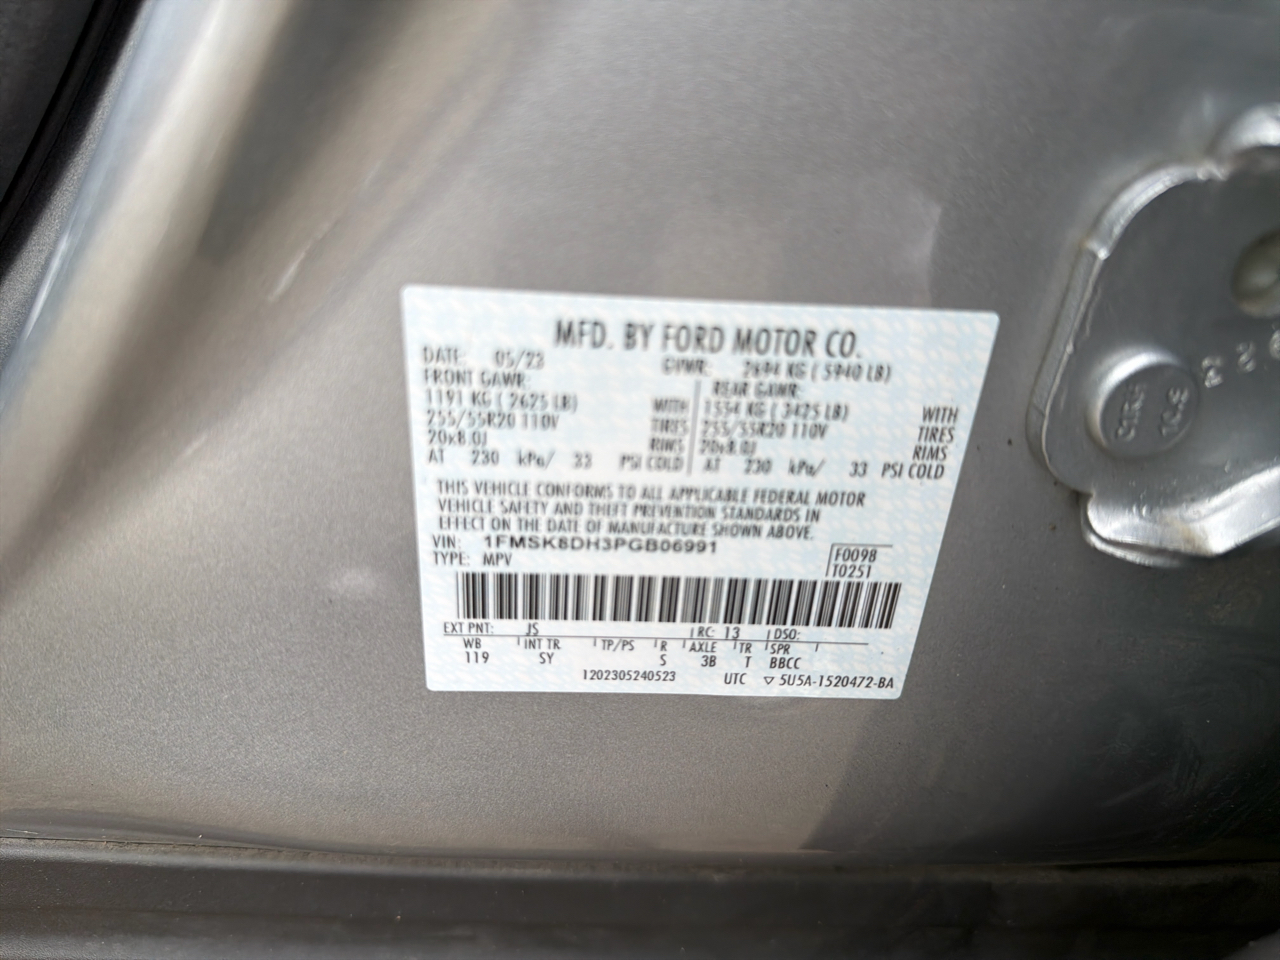 MFD. BY FORD MOTOR CO.
DATE: 05/23 GVWR: 2694 KG ( 5940 LB)
FRONT GAWR: REAR GAWR:
1191 KG ( 2625 LB) WITH 1554 KG ( 3425 LB) WITH
255/55R20 110V TIRES 255/55R20 110V TIRES
20x8.0J RIMS 20x8.0J RIMS
AT 230 kPa/ 33 PSI COLD AT 230 kPa/ 33 PSI COLD
THIS VEHICLE CONFORMS TO ALL APPLICABLE FEDERAL MOTOR
VEHICLE SAFETY AND THEFT PREVENTION STANDARDS IN
EFFECT ON THE DATE OF MANUFACTURE SHOWN ABOVE.
VIN: 1FMSK8DH3PGB06991
TYPE: MPV
F0098
T0251
EXT PNT: JS RC: 13 DSO:
WB INT TR TP/PS R AXLE TR SPR
119 SY S 3B T BBCC
1202305240523 UTC ▽ 5U5A-1520472-BA